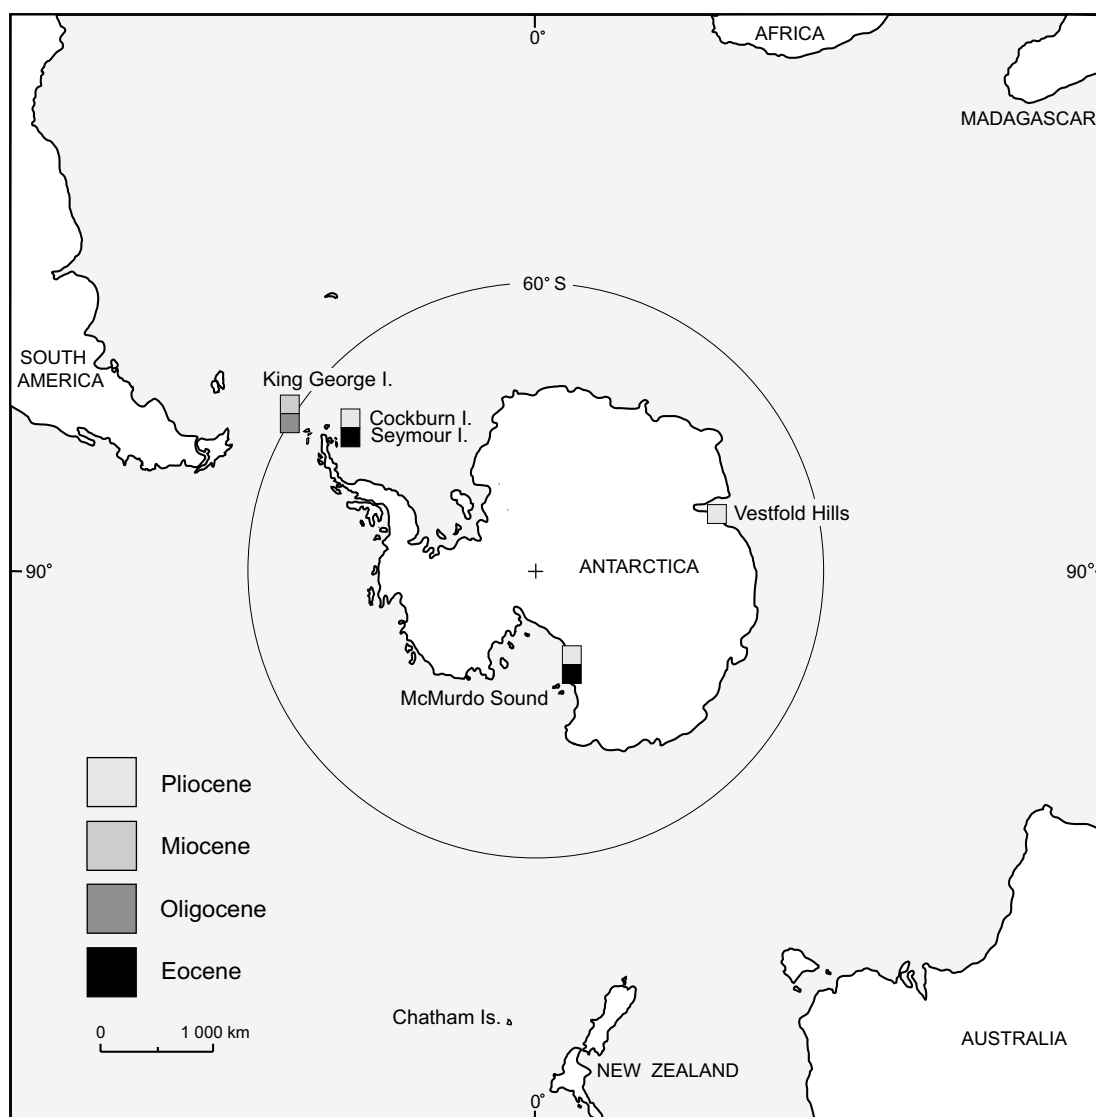 0°
AFRICA
MADAGASCAR
60° S
SOUTH
AMERICA
King George I.
Cockburn I.
Seymour I.
Vestfold Hills
90°
ANTARCTICA
90°
McMurdo Sound
Pliocene
Miocene
Oligocene
Eocene
0 1 000 km
Chatham Is.
AUSTRALIA
NEW ZEALAND
0°